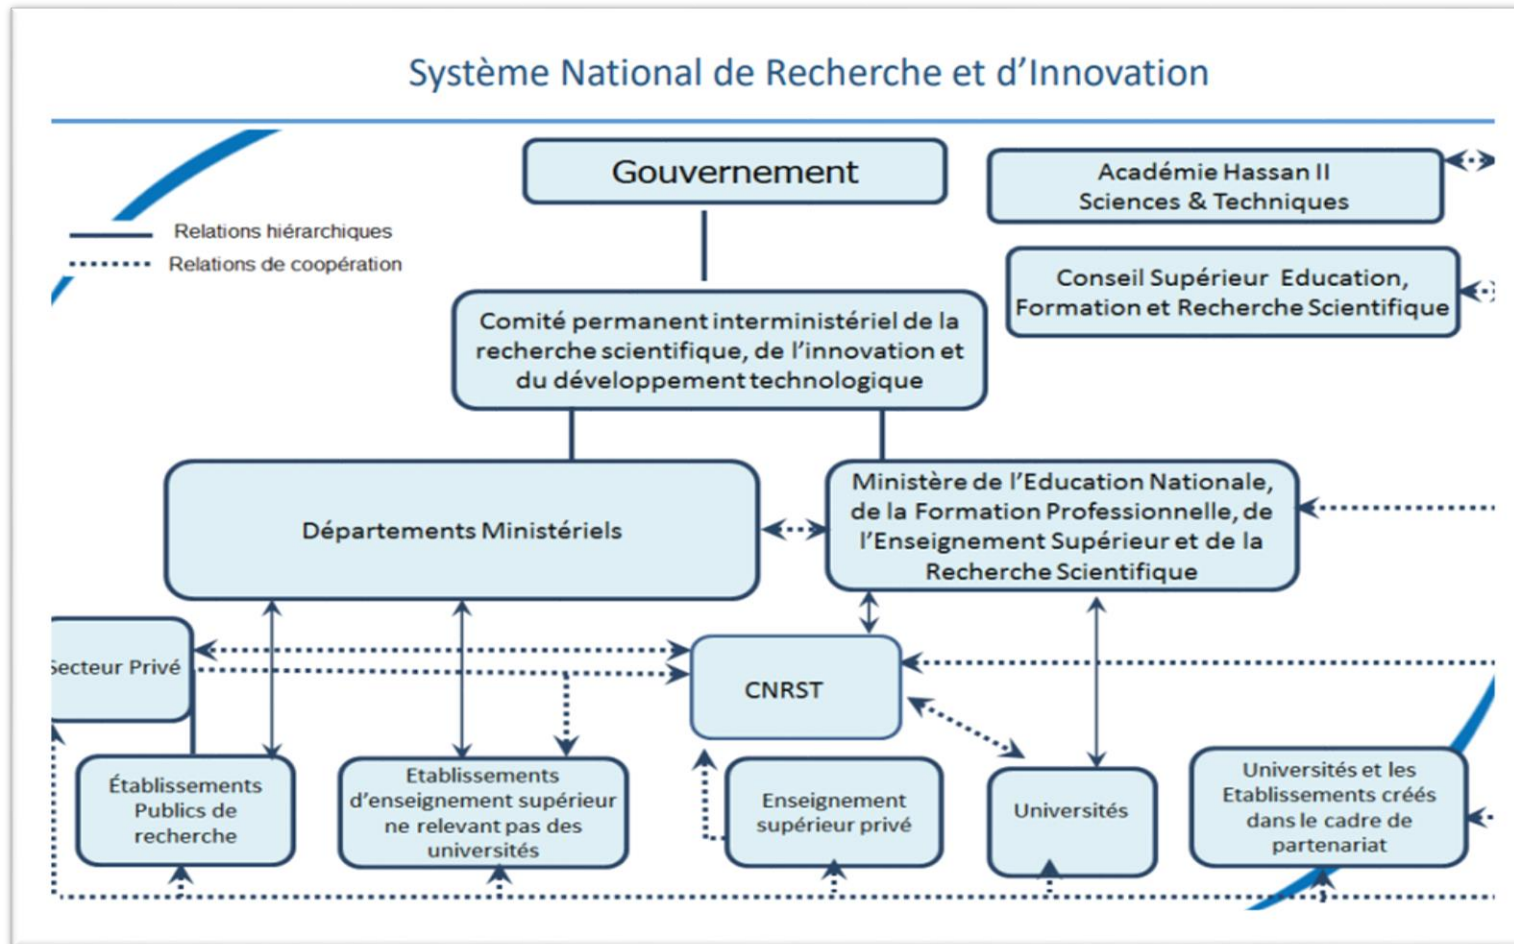 Système National de Recherche et d'Innovation
Gouvernement
Académie Hassan II
Sciences & Techniques
Relations hiérarchiques
Relations de coopération
Conseil Supérieur Education,
Formation et Recherche Scientifique
Comité permanent interministériel de la
recherche scientifique, de l'innovation et
du développement technologique
Départements Ministériels
Ministère de l'Education Nationale,
de la Formation Professionnelle, de
l'Enseignement Supérieur et de la
Recherche Scientifique
Secteur Privé
CNRST
Établissements
Publics de
recherche
Etablissements
d'enseignement supérieur
ne relevant pas des
universités
Enseignement
supérieur privé
Universités
Universités et les
Etablissements créés
dans le cadre de
partenariat